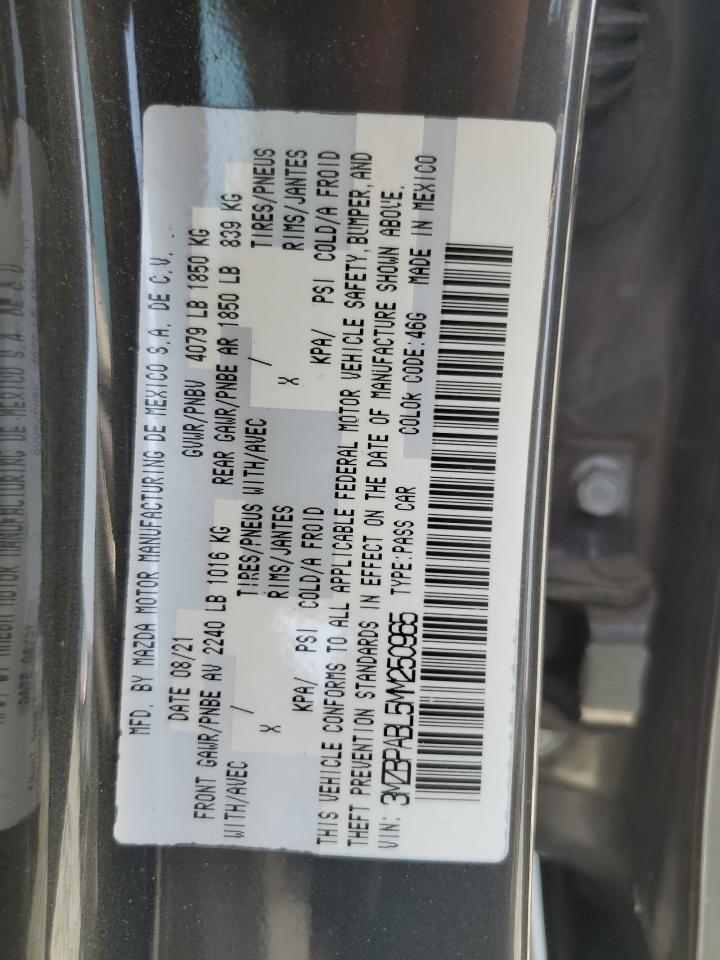 MFD. BY MAZDA MOTOR MANUFACTURING DE MEXICO S.A. DE C.V.
DATE 08/21 GVWR/PNBV 4079 LB 1850 KG
FRONT GAWR/PNBE AV 2240 LB 1016 KG REAR GAWR/PNBE AR 1850 LB 839 KG
WITH/AVEC / TIRES/PNEUS WITH/AVEC / TIRES/PNEUS
X RIMS/JANTES X RIMS/JANTES
KPA/ PSI COLD/A FROID KPA/ PSI COLD/A FROID
THIS VEHICLE CONFORMS TO ALL APPLICABLE FEDERAL MOTOR VEHICLE SAFETY, BUMPER, AND
THEFT PREVENTION STANDARDS IN EFFECT ON THE DATE OF MANUFACTURE SHOWN ABOVE.
VIN: 3MZBPABL5MM250965 TYPE:PASS CAR COLOR CODE:46G MADE IN MEXICO